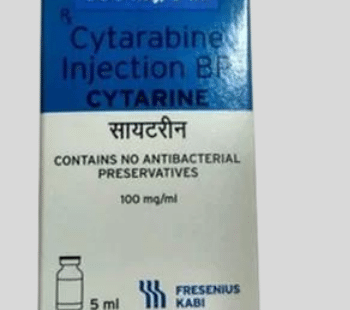 ℞
Cytarabine
Injection BP
CYTARINE
सायटरीन
CONTAINS NO ANTIBACTERIAL
PRESERVATIVES
100 mg/ml
5 ml
FRESENIUS
KABI